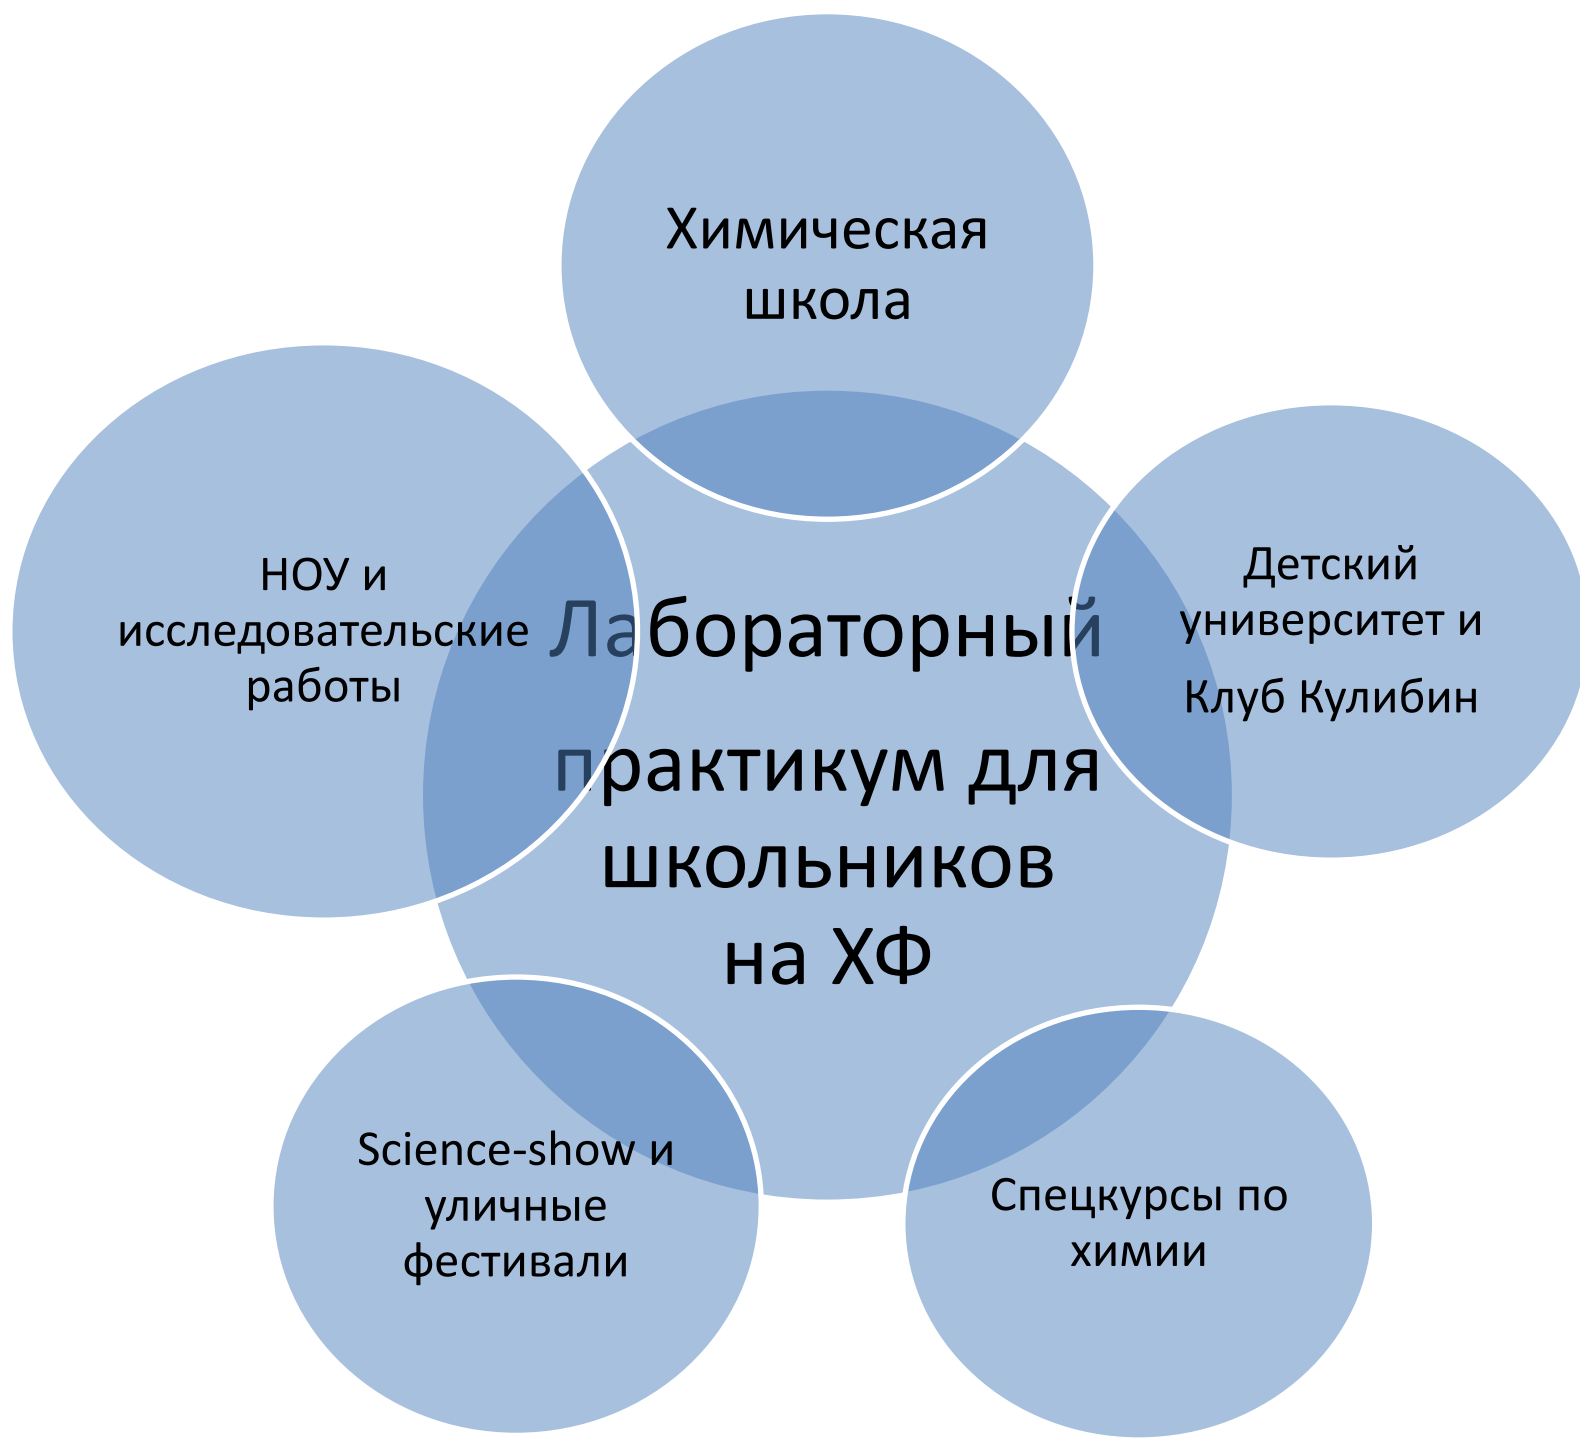 Химическая
школа
НОУ и
исследовательские
работы
Лабораторный
практикум для
школьников
на ХФ
Детский
университет и
Клуб Кулибин
Science-show и
уличные
фестивали
Спецкурсы по
химии